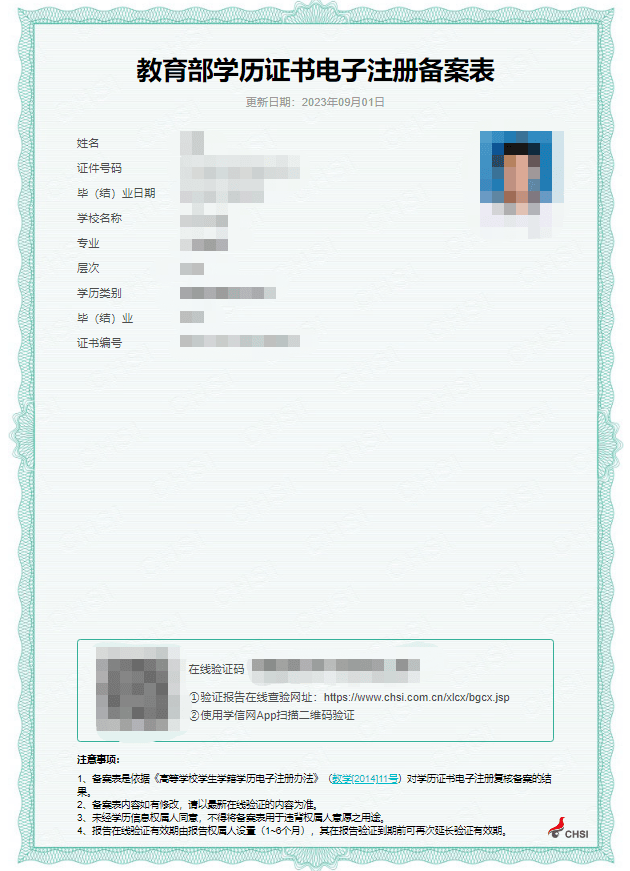 教育部学历证书电子注册备案表
更新日期：2023年09月01日
姓名
证件号码
毕（结）业日期
学校名称
专业
层次
学历类别
毕（结）业
证书编号
在线验证码
①验证报告在线查验网址：https://www.chsi.com.cn/xlcx/bgcx.jsp
②使用学信网App扫描二维码验证
注意事项：
1、备案表是依据《高等学校学生学籍学历电子注册办法》（教学[2014]11号）对学历证书电子注册复核备案的结
果。
2、备案表内容如有修改，请以最新在线验证的内容为准。
3、未经学历信息权属人同意，不得将备案表用于违背权属人意愿之用途。
4、报告在线验证有效期由报告权属人设置（1~6个月），其在报告验证到期前可再次延长验证有效期。
CHSI